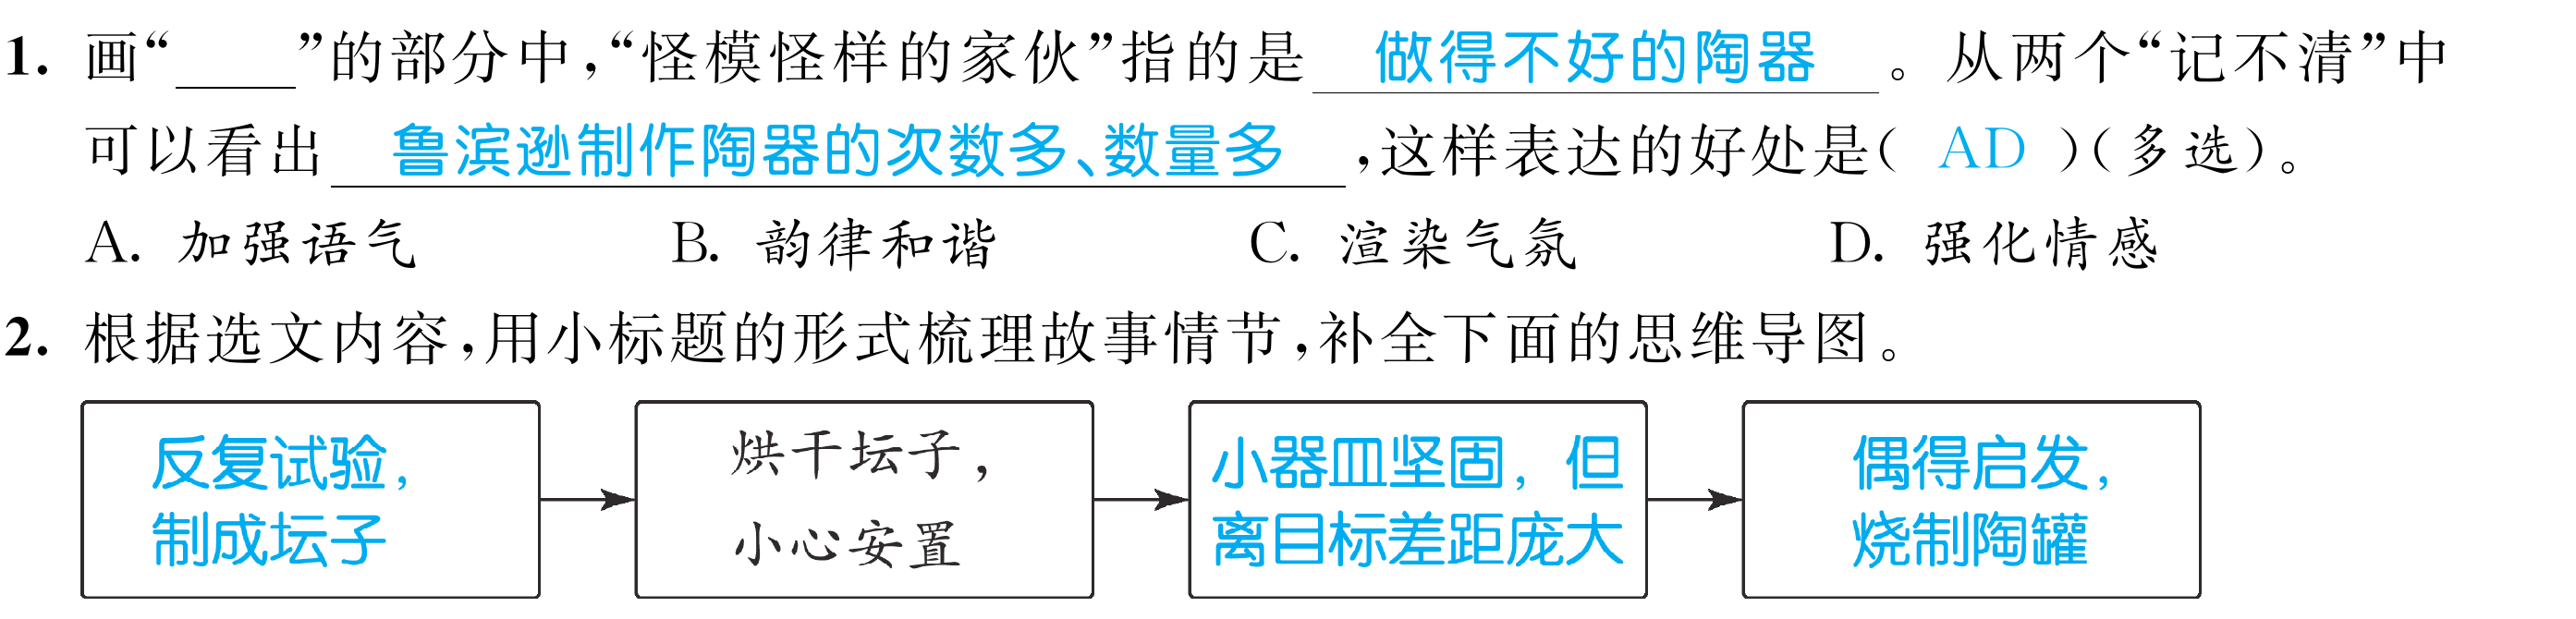 1. 画“____”的部分中,“怪模怪样的家伙”指的是 做得不好的陶器 。从两个“记不清”中
可以看出 鲁滨逊制作陶器的次数多、数量多 ,这样表达的好处是( AD )(多选)。
A. 加强语气 B. 韵律和谐 C. 渲染气氛 D. 强化情感
2. 根据选文内容,用小标题的形式梳理故事情节,补全下面的思维导图。
反复试验,
制成坛子
烘干坛子,
小心安置
小器皿坚固,但
离目标差距庞大
偶得启发,
烧制陶罐